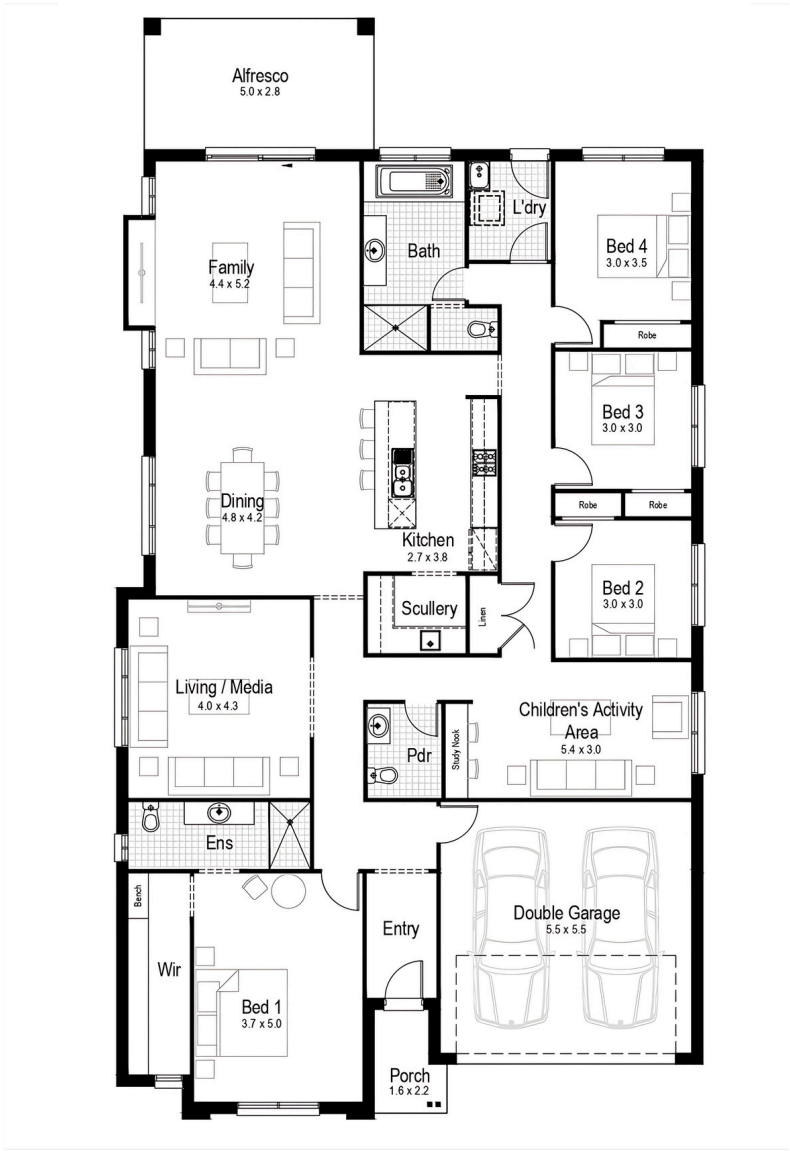 Alfresco
5.0 x 2.8
L'dry
Bath
Bed 4
3.0 x 3.5
Family
4.4 x 5.2
Robe
Bed 3
3.0 x 3.0
Dining
4.8 x 4.2
Robe
Robe
Kitchen
2.7 x 3.8
Bed 2
3.0 x 3.0
Scullery
Linen
Living / Media
4.0 x 4.3
Children's Activity
Area
5.4 x 3.0
Study Nook
Pdr
Ens
Bench
Double Garage
5.5 x 5.5
Entry
Wir
Bed 1
3.7 x 5.0
Porch
1.6 x 2.2